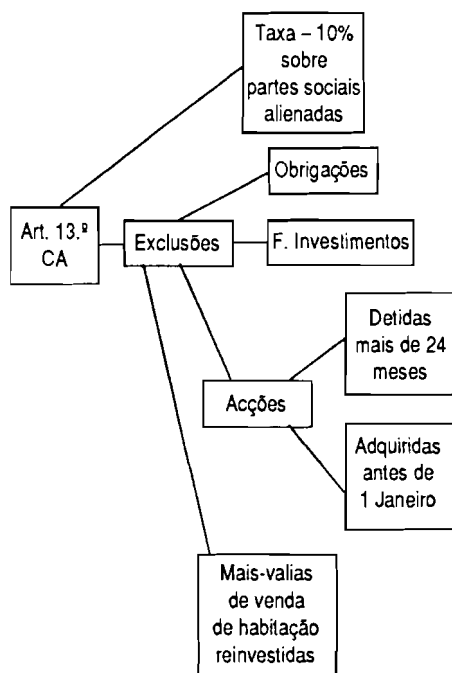 Taxa – 10%
sobre
partes sociais
alienadas
Obrigações
Art. 13.º
CA
Exclusões
F. Investimentos
Detidas
mais de 24
meses
Acções
Adquiridas
antes de
1 Janeiro
Mais-valias
de venda
de habitação
reinvestidas